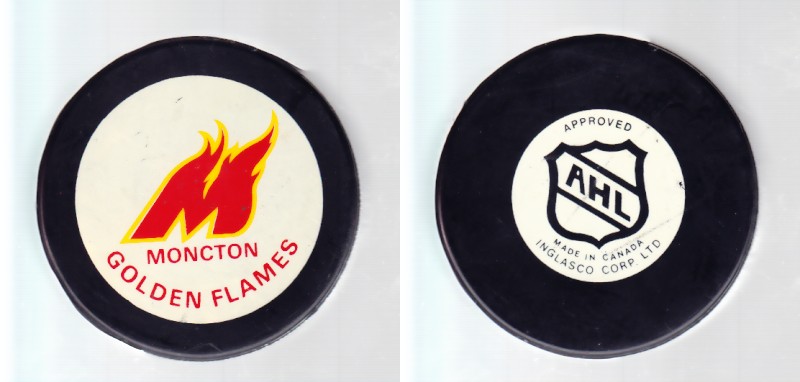 MONCTON
GOLDEN FLAMES
APPROVED
AHL
MADE IN CANADA
INGLASCO CORP. LTD